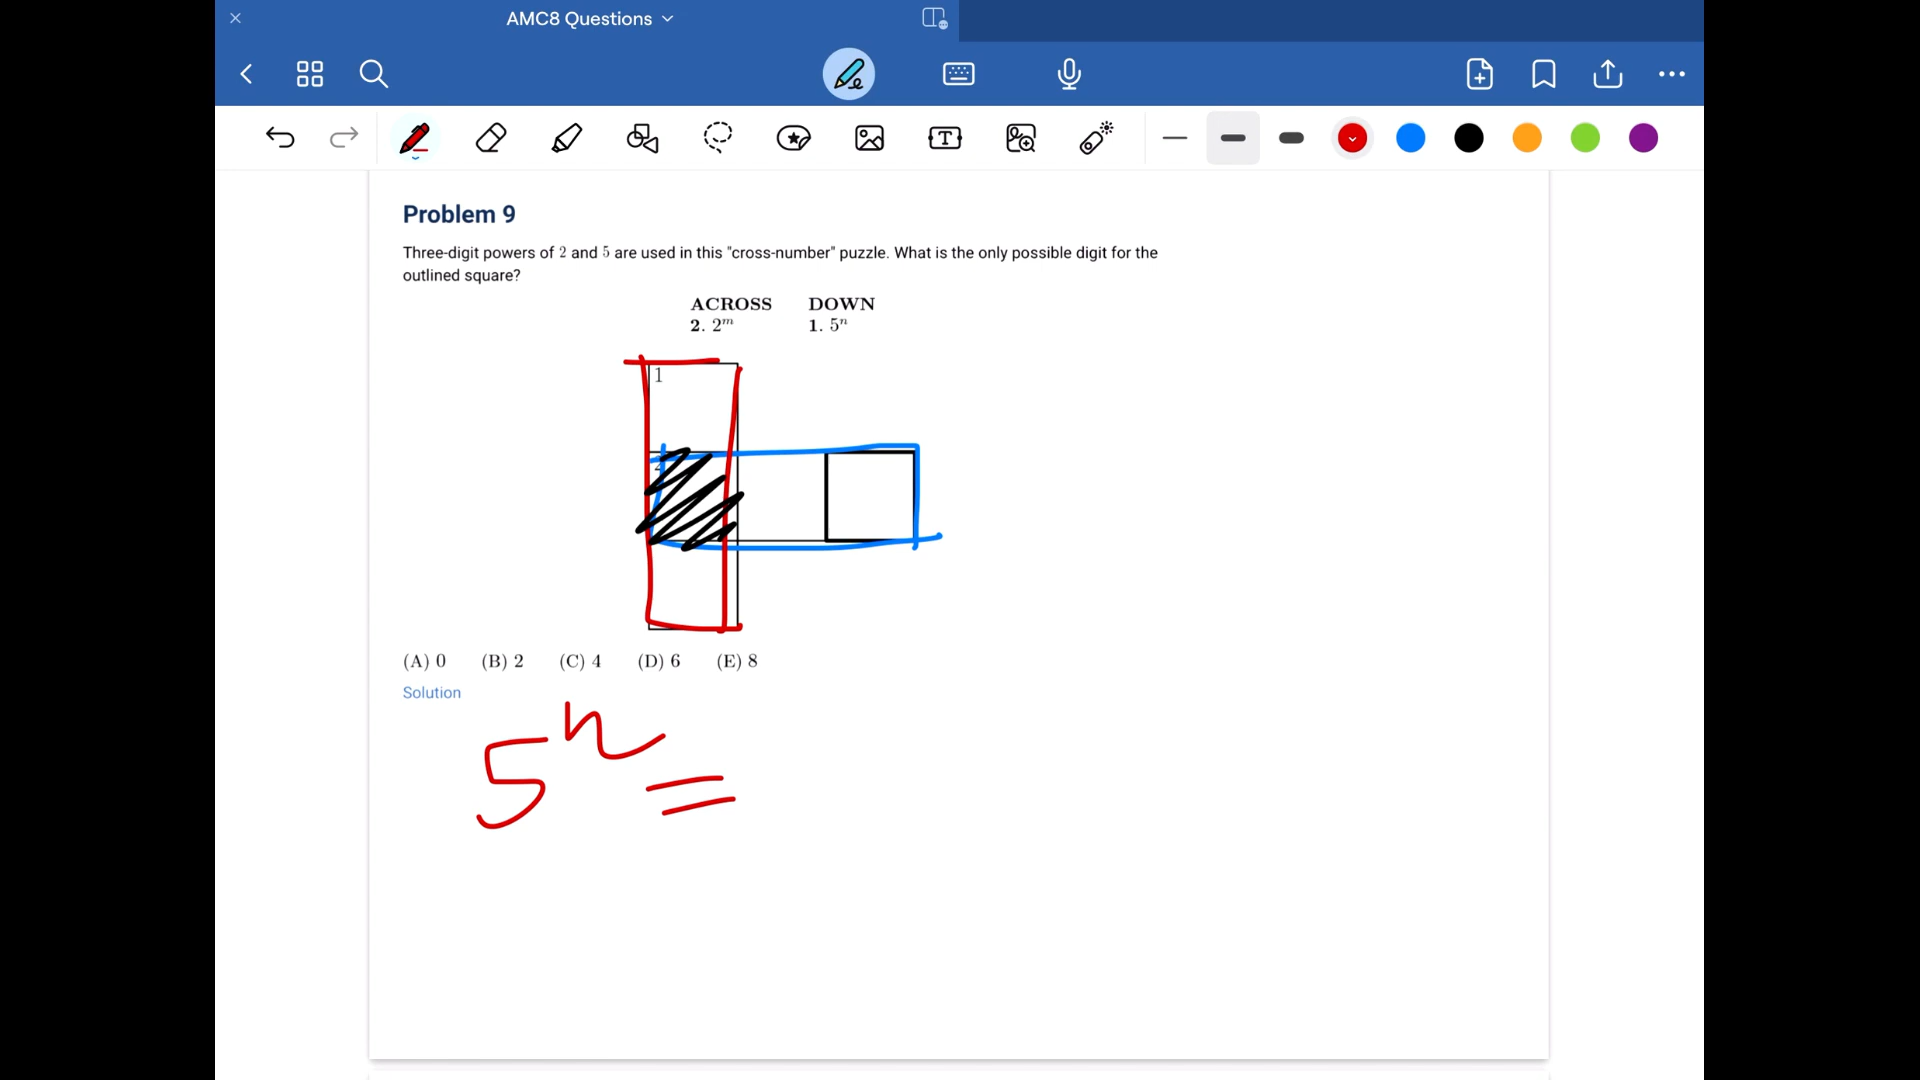 AMC8 Questions
Problem 9
Three-digit powers of 2 and 5 are used in this "cross-number" puzzle. What is the only possible digit for the
outlined square?
ACROSS DOWN
2. 2^m 1. 5^n
1
2
(A) 0 (B) 2 (C) 4 (D) 6 (E) 8
Solution
5^n =